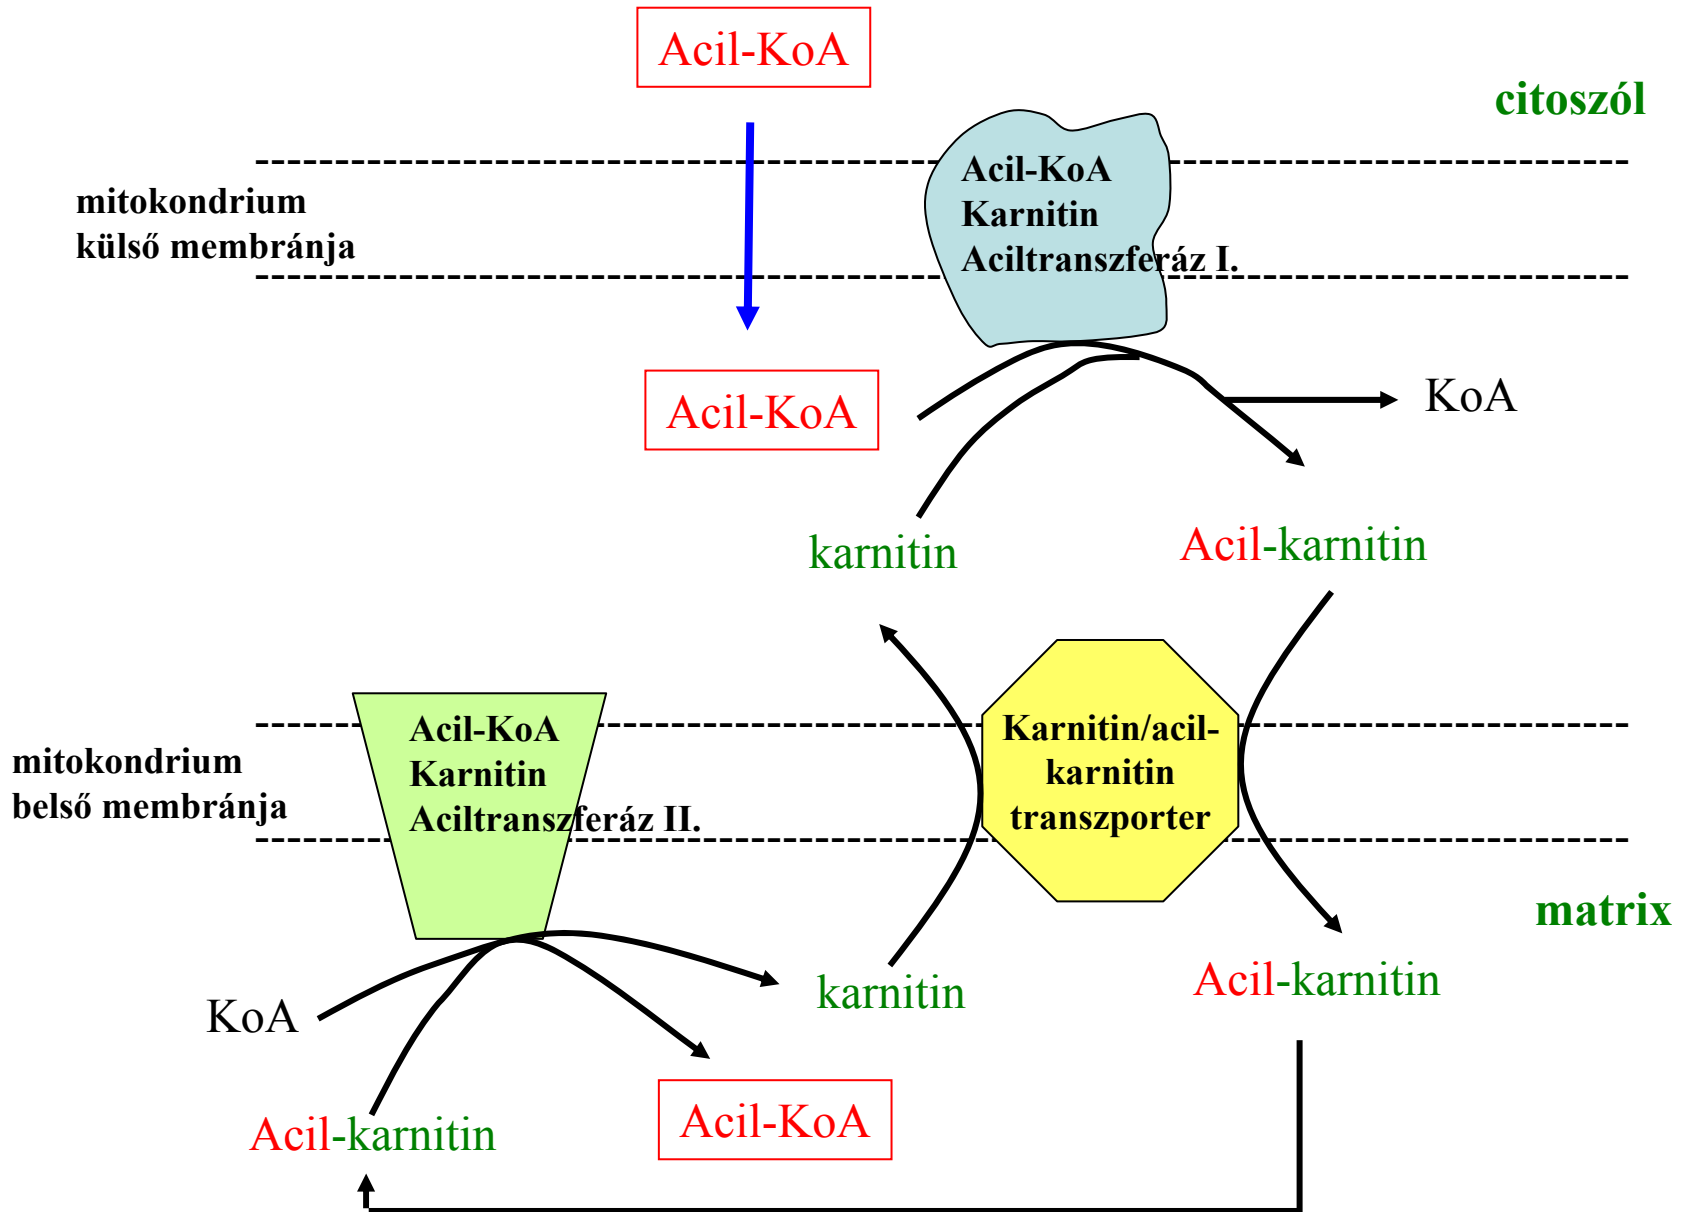 Acil-KoA
citoszól
mitokondrium
külső membránja
Acil-KoA
Karnitin
Aciltranszferáz I.
Acil-KoA
KoA
karnitin
Acil-karnitin
mitokondrium
belső membránja
Acil-KoA
Karnitin
Aciltranszferáz II.
Karnitin/acil-
karnitin
transzporter
matrix
KoA
karnitin
Acil-karnitin
Acil-karnitin
Acil-KoA